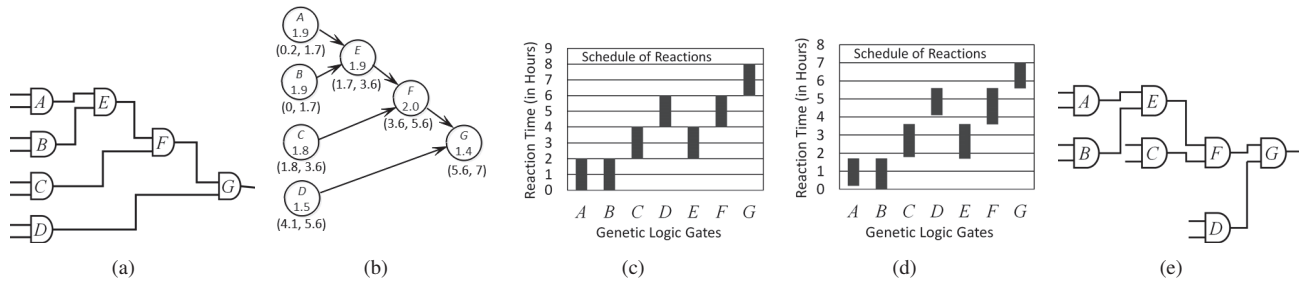 A
B
C
D
E
F
G
(a)
A
1.9
(0.2, 1.7)
B
1.9
(0, 1.7)
E
1.9
(1.7, 3.6)
F
2.0
(3.6, 5.6)
C
1.8
(1.8, 3.6)
G
1.4
(5.6, 7)
D
1.5
(4.1, 5.6)
(b)
Reaction Time (in Hours)
9
8
7
6
5
4
3
2
1
0
Schedule of Reactions
A B C D E F G
Genetic Logic Gates
(c)
Reaction Time (in Hours)
8
7
6
5
4
3
2
1
0
Schedule of Reactions
A B C D E F G
Genetic Logic Gates
(d)
A
E
B
C
F
G
D
(e)